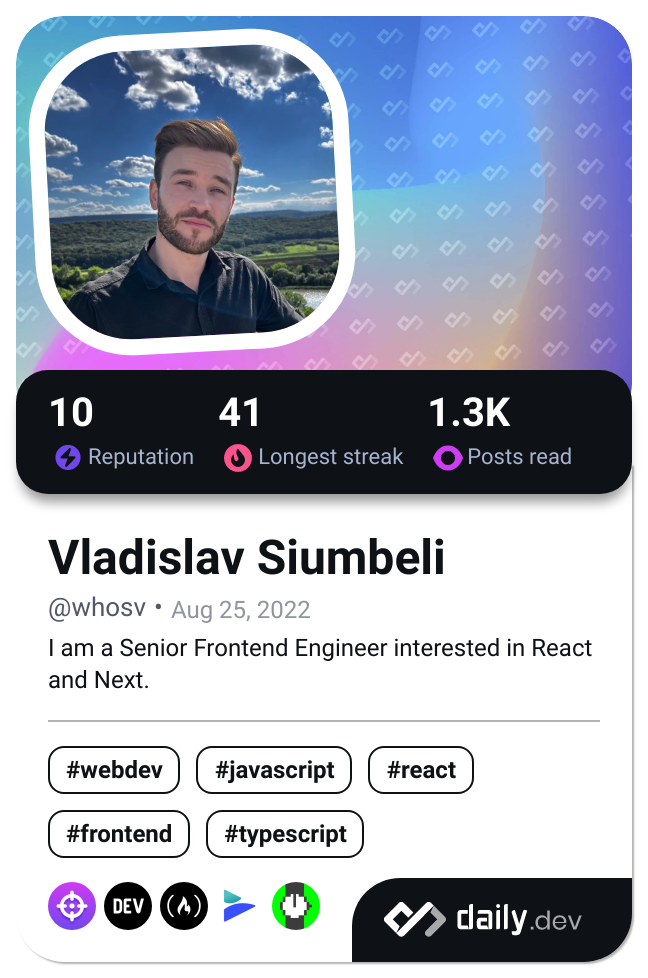 10 41 1.3K
Reputation Longest streak Posts read
Vladislav Siumbeli
@whosv • Aug 25, 2022
I am a Senior Frontend Engineer interested in React
and Next.
#webdev #javascript #react
#frontend #typescript
DEV
daily.dev